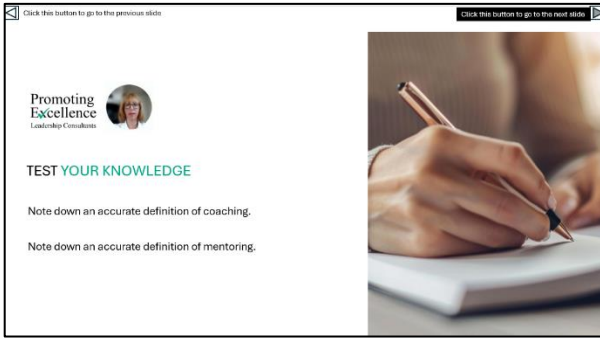 Click this button to go to the previous slide
Click this button to go to the next slide
Promoting
Excellence
Leadership Consultants
TEST YOUR KNOWLEDGE
Note down an accurate definition of coaching.
Note down an accurate definition of mentoring.